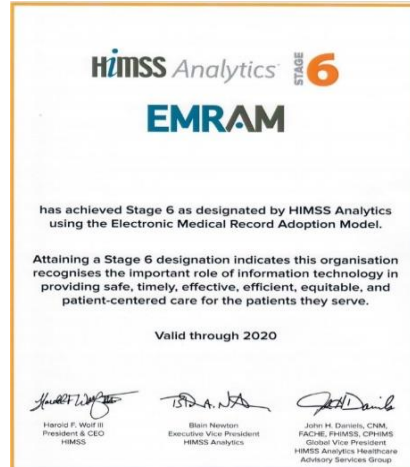 HiMSS Analytics STAGE 6
EMRAM
has achieved Stage 6 as designated by HIMSS Analytics
using the Electronic Medical Record Adoption Model.
Attaining a Stage 6 designation indicates this organisation
recognises the important role of information technology in
providing safe, timely, effective, efficient, equitable, and
patient-centered care for the patients they serve.
Valid through 2020
Harold F. Wolf III
President & CEO
HIMSS
Blain Newton
Executive Vice President
HIMSS Analytics
John H. Daniels, CNM,
FACHE, FHIMSS, CPHIMS
Global Vice President
HIMSS Analytics Healthcare
Advisory Services Group